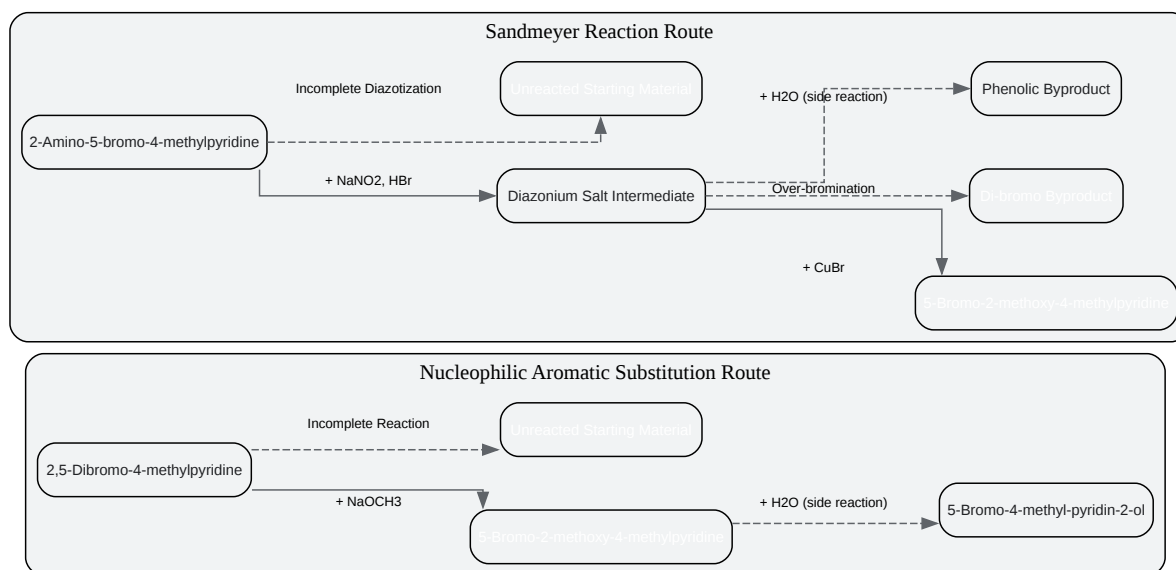 Sandmeyer Reaction Route
Incomplete Diazotization
Unreacted Starting Material
+ H2O (side reaction)
Phenolic Byproduct
2-Amino-5-bromo-4-methylpyridine
+ NaNO2, HBr
Diazonium Salt Intermediate
Over-bromination
Di-bromo Byproduct
+ CuBr
5-Bromo-2-methoxy-4-methylpyridine
Nucleophilic Aromatic Substitution Route
Incomplete Reaction
Unreacted Starting Material
2,5-Dibromo-4-methylpyridine
+ NaOCH3
+ H2O (side reaction)
5-Bromo-4-methyl-pyridin-2-ol
5-Bromo-2-methoxy-4-methylpyridine